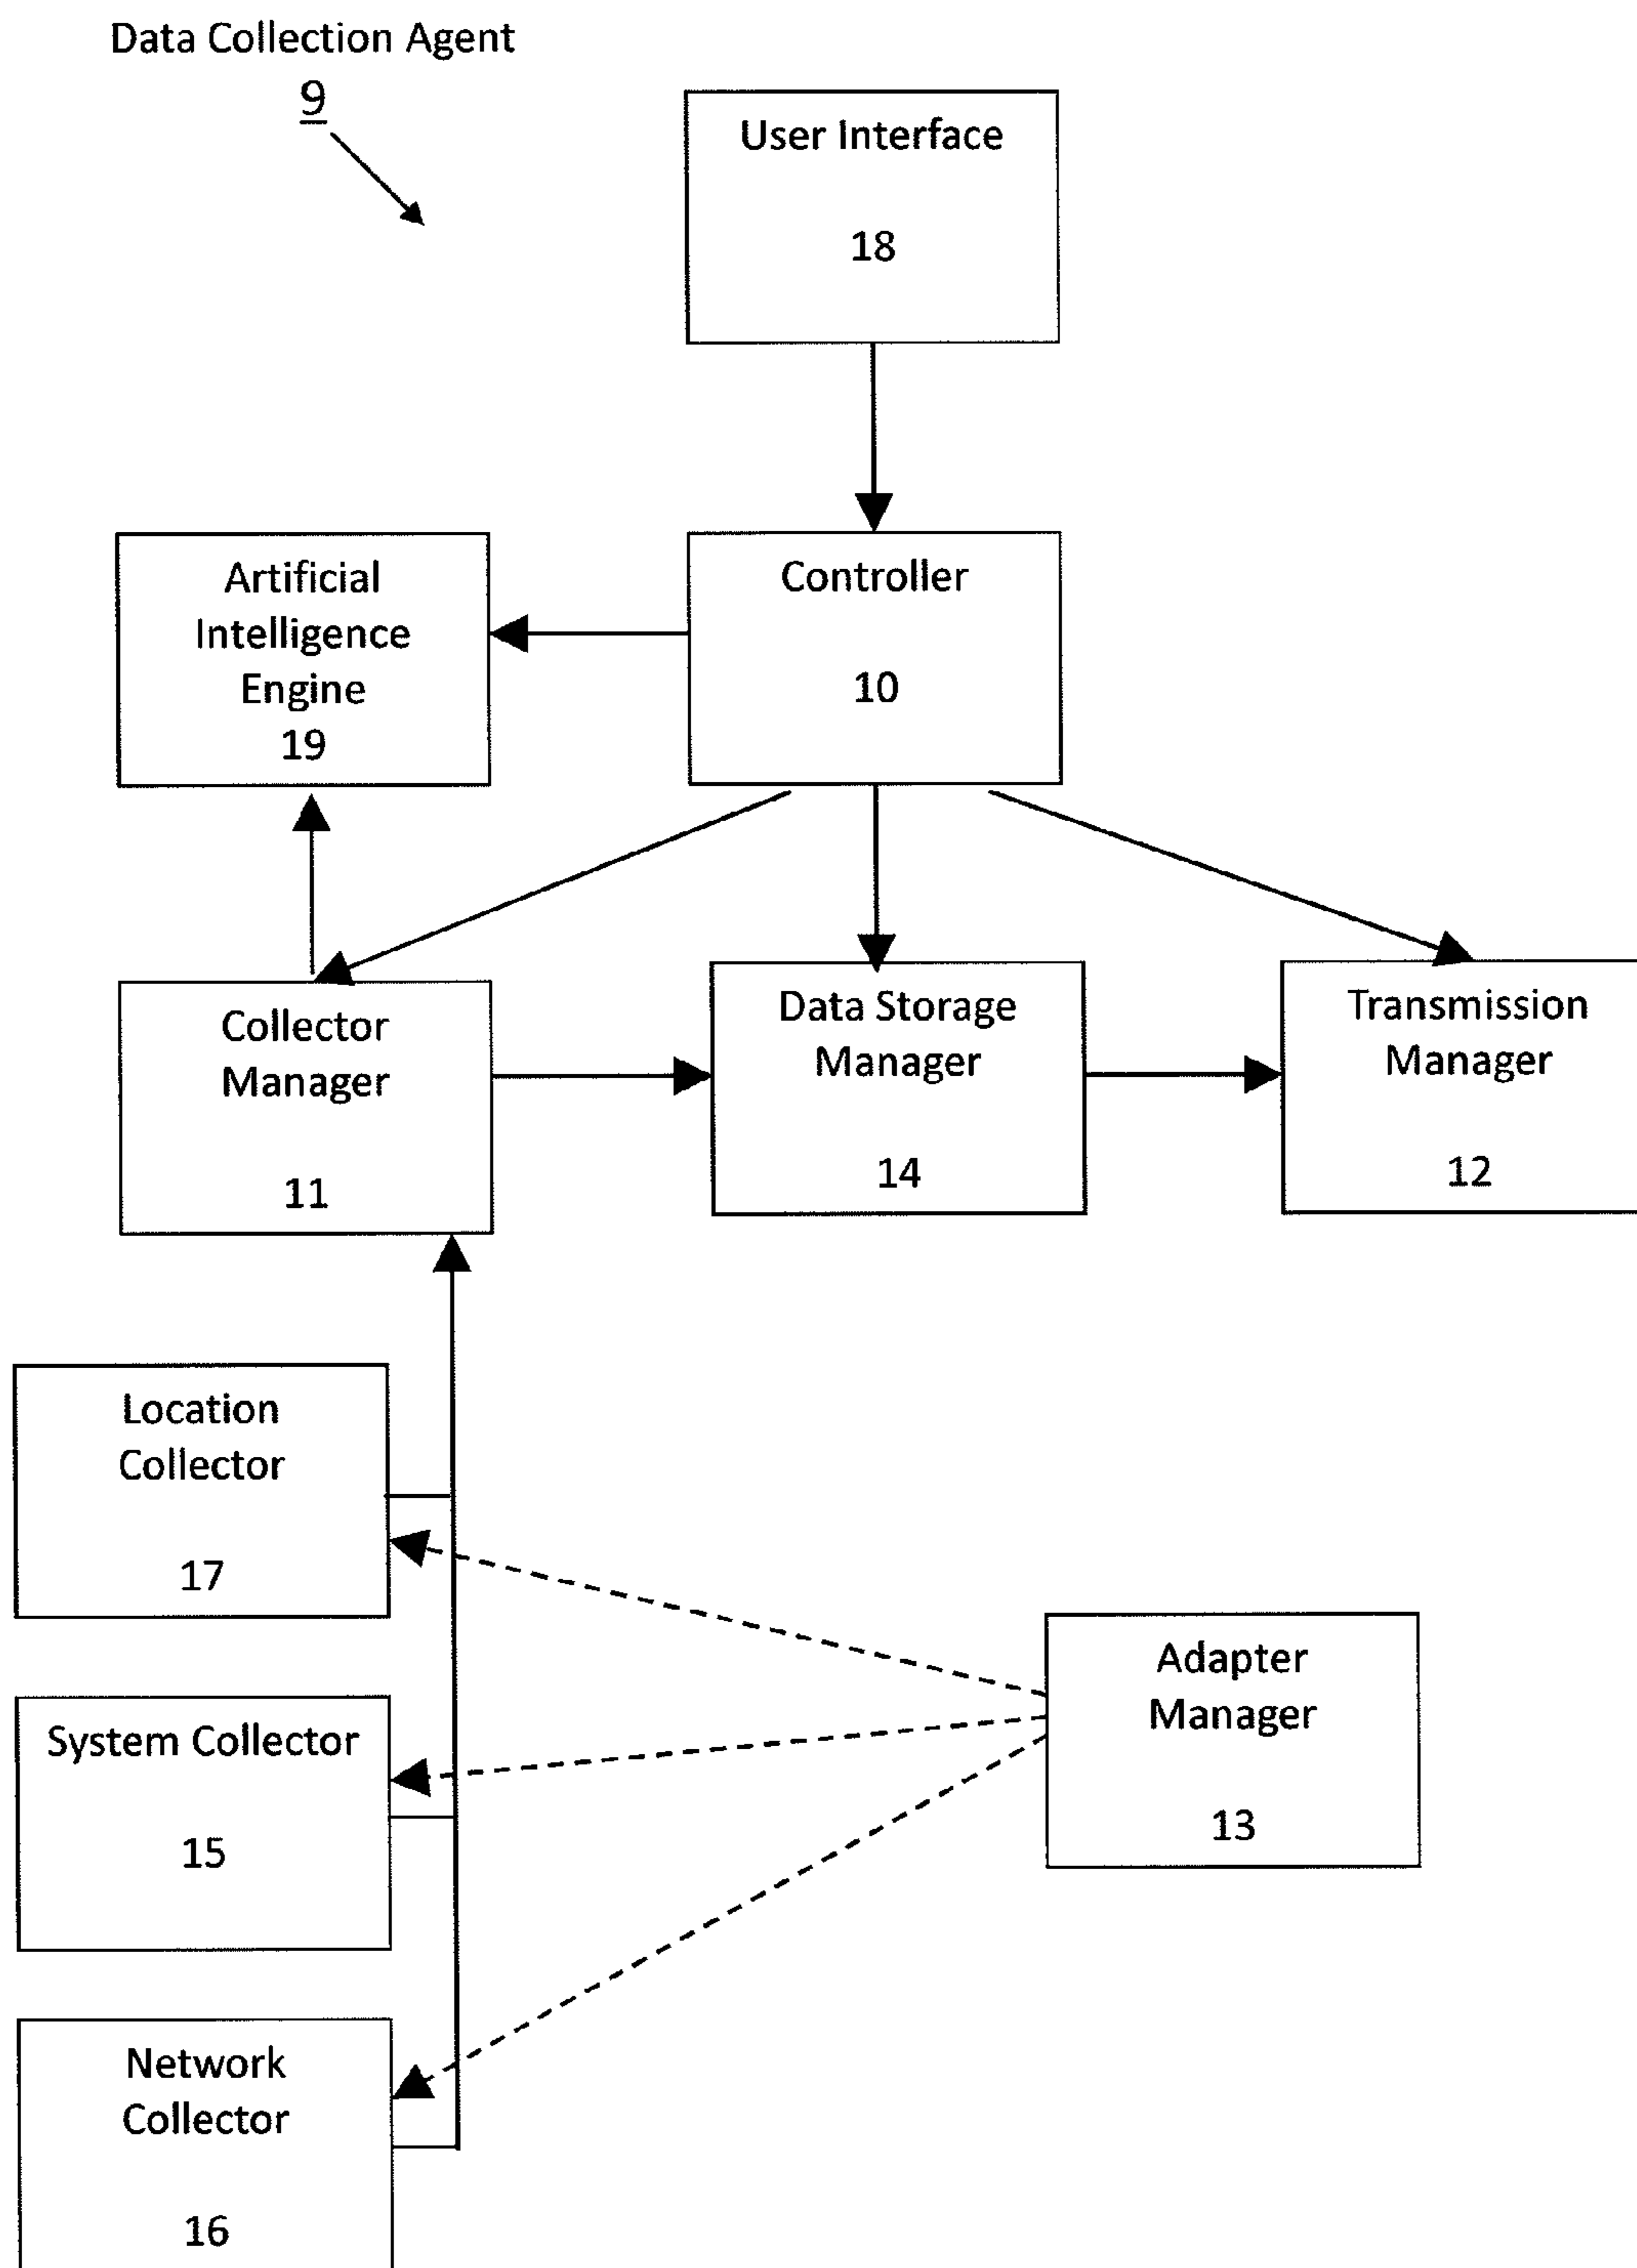 Data Collection Agent
9
User Interface
18
Artificial
Intelligence
Engine
19
Controller
10
Collector
Manager
11
Data Storage
Manager
14
Transmission
Manager
12
Location
Collector
17
System Collector
15
Adapter
Manager
13
Network
Collector
16